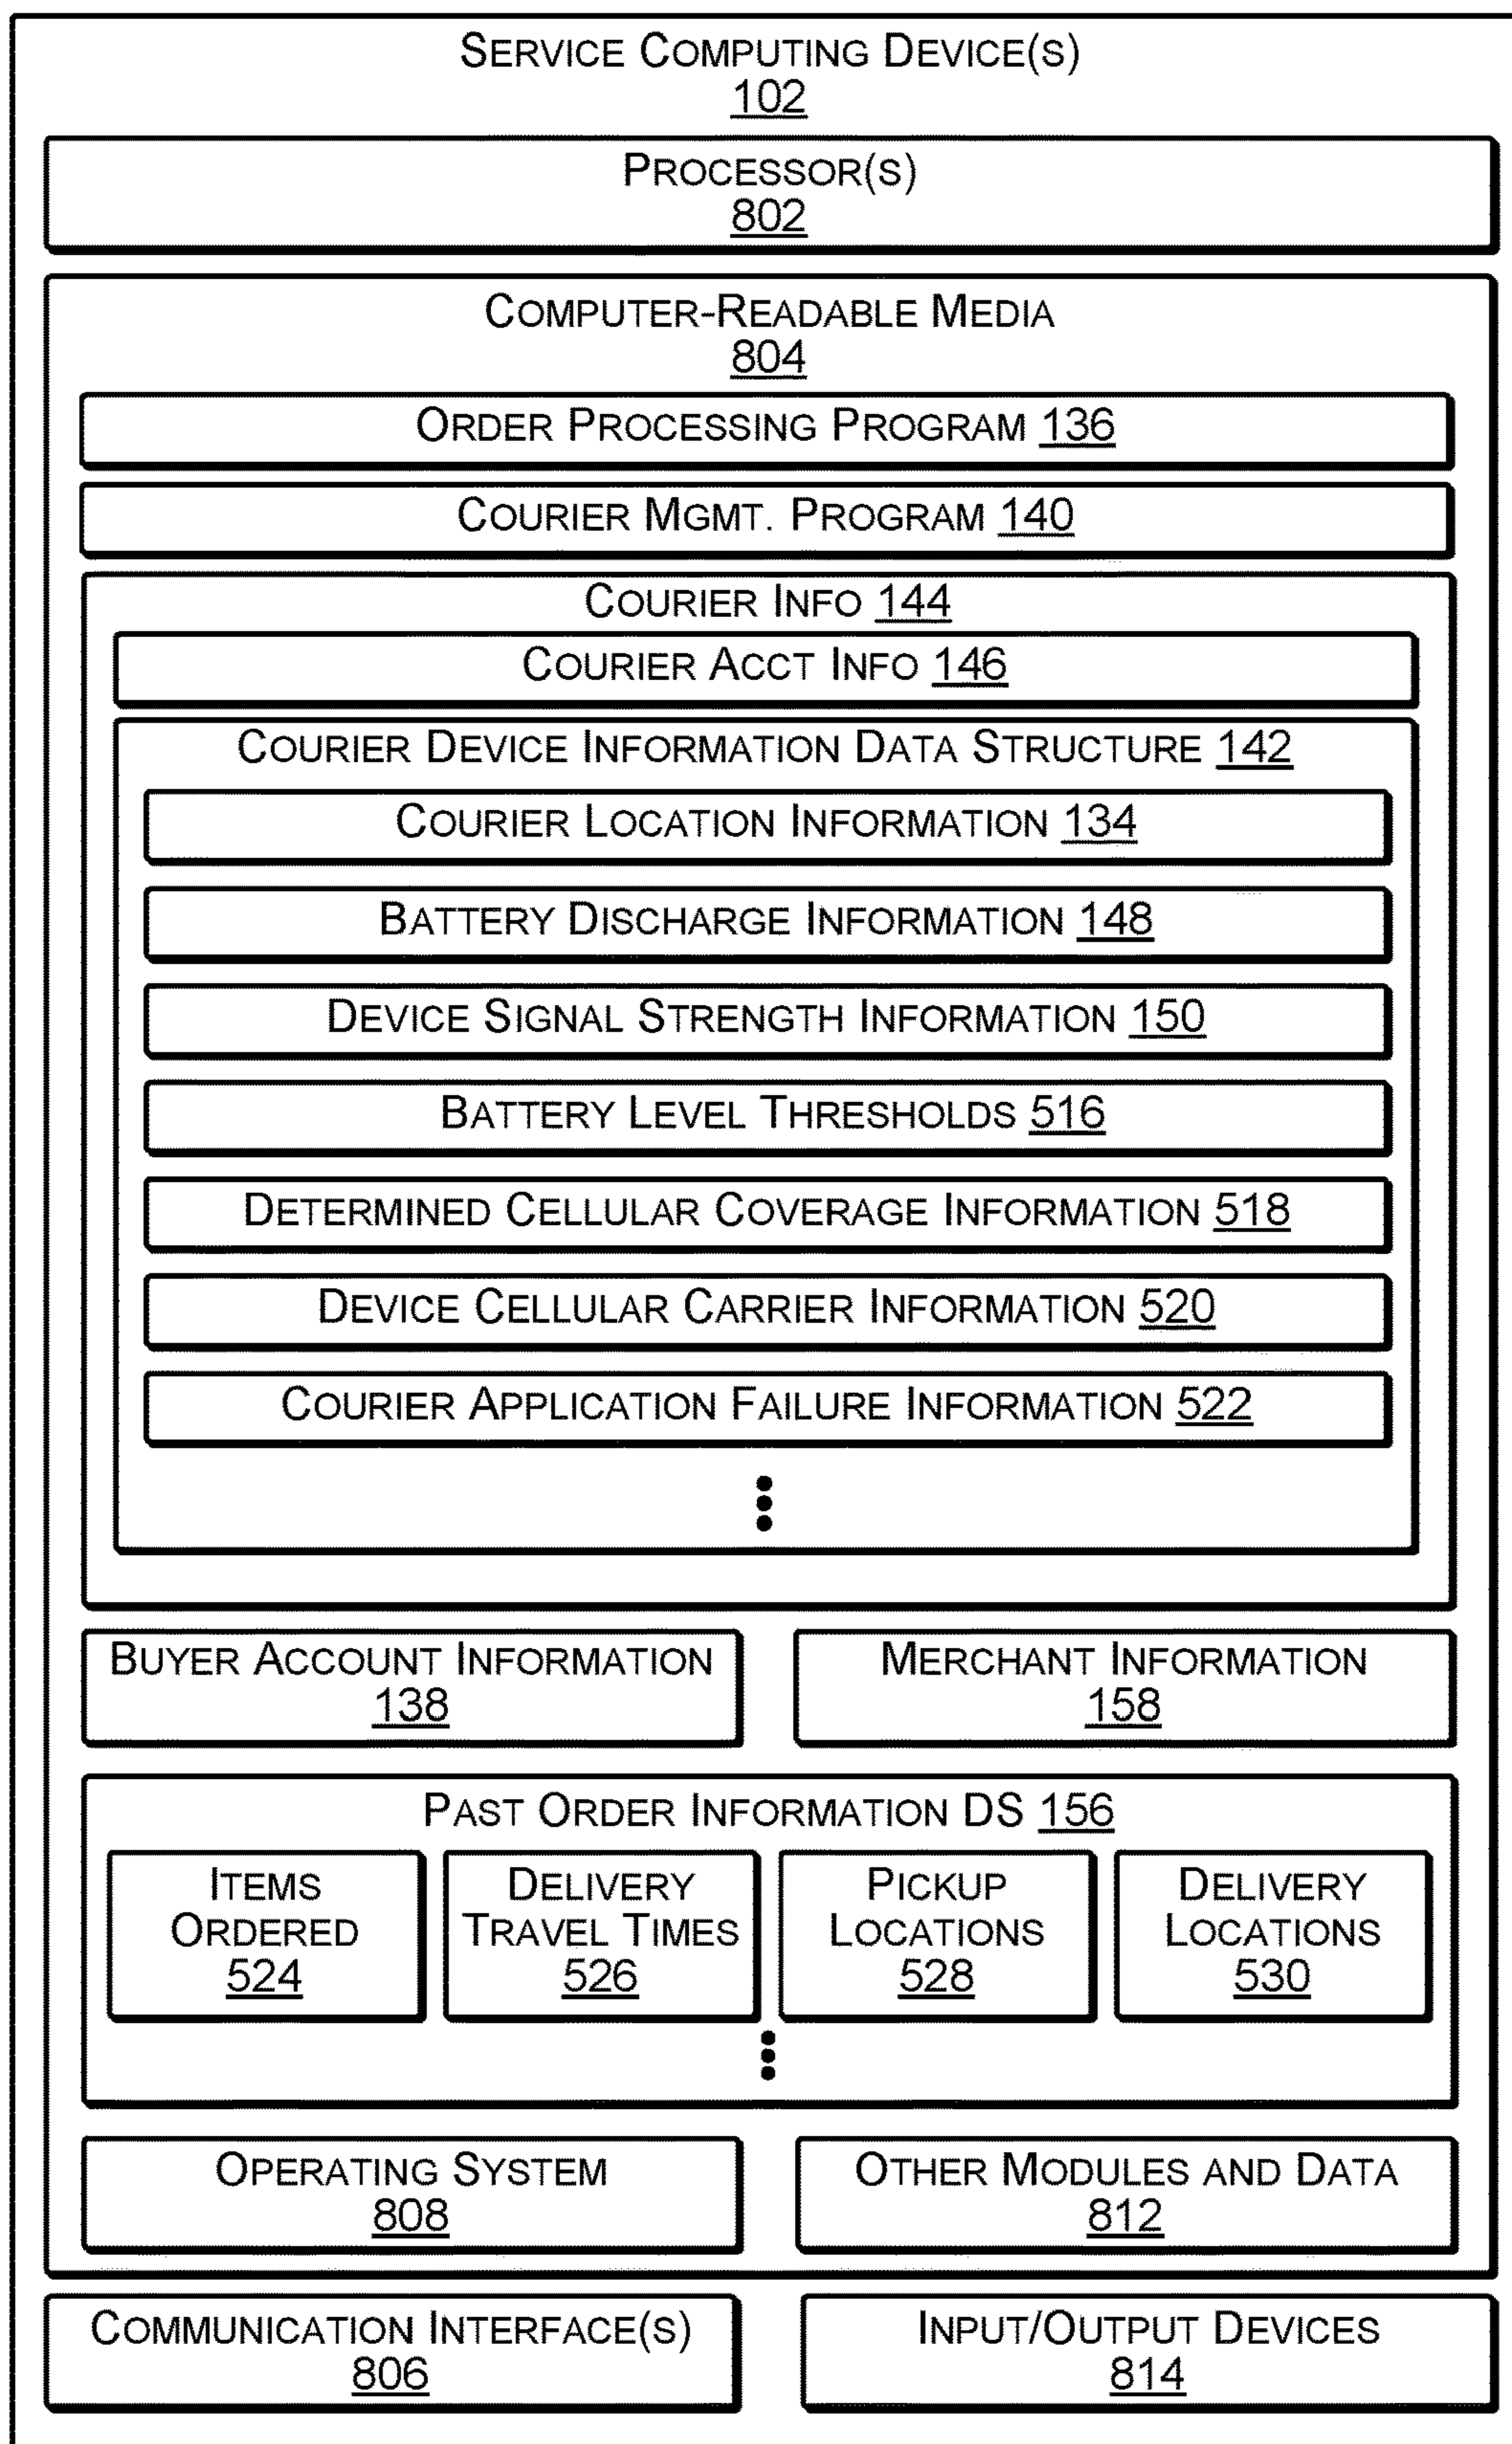 SERVICE COMPUTING DEVICE(S)
102
PROCESSOR(S)
802
COMPUTER-READABLE MEDIA
804
ORDER PROCESSING PROGRAM 136
COURIER MGMT. PROGRAM 140
COURIER INFO 144
COURIER ACCT INFO 146
COURIER DEVICE INFORMATION DATA STRUCTURE 142
COURIER LOCATION INFORMATION 134
BATTERY DISCHARGE INFORMATION 148
DEVICE SIGNAL STRENGTH INFORMATION 150
BATTERY LEVEL THRESHOLDS 516
DETERMINED CELLULAR COVERAGE INFORMATION 518
DEVICE CELLULAR CARRIER INFORMATION 520
COURIER APPLICATION FAILURE INFORMATION 522
BUYER ACCOUNT INFORMATION
138
MERCHANT INFORMATION
158
PAST ORDER INFORMATION DS 156
ITEMS
ORDERED
524
DELIVERY
TRAVEL TIMES
526
PICKUP
LOCATIONS
528
DELIVERY
LOCATIONS
530
OPERATING SYSTEM
808
OTHER MODULES AND DATA
812
COMMUNICATION INTERFACE(S)
806
INPUT/OUTPUT DEVICES
814